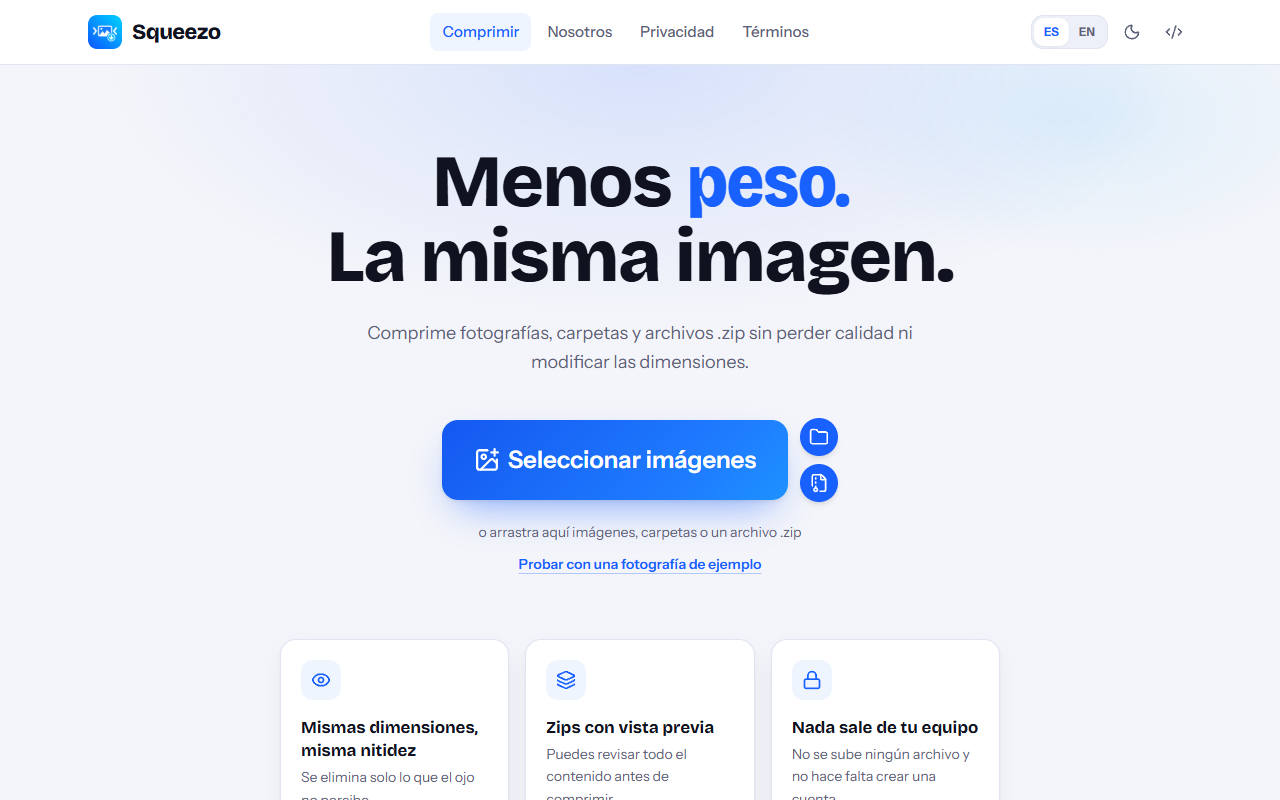 Squeezo
Comprimir
Nosotros
Privacidad
Términos
ES
EN
Menos peso.
La misma imagen.
Comprime fotografías, carpetas y archivos .zip sin perder calidad ni
modificar las dimensiones.
Seleccionar imágenes
o arrastra aquí imágenes, carpetas o un archivo .zip
Probar con una fotografía de ejemplo
Mismas dimensiones,
misma nitidez
Se elimina solo lo que el ojo
no percibe.
Zips con vista previa
Puedes revisar todo el
contenido antes de
comprimir.
Nada sale de tu equipo
No se sube ningún archivo y
no hace falta crear una
cuenta.